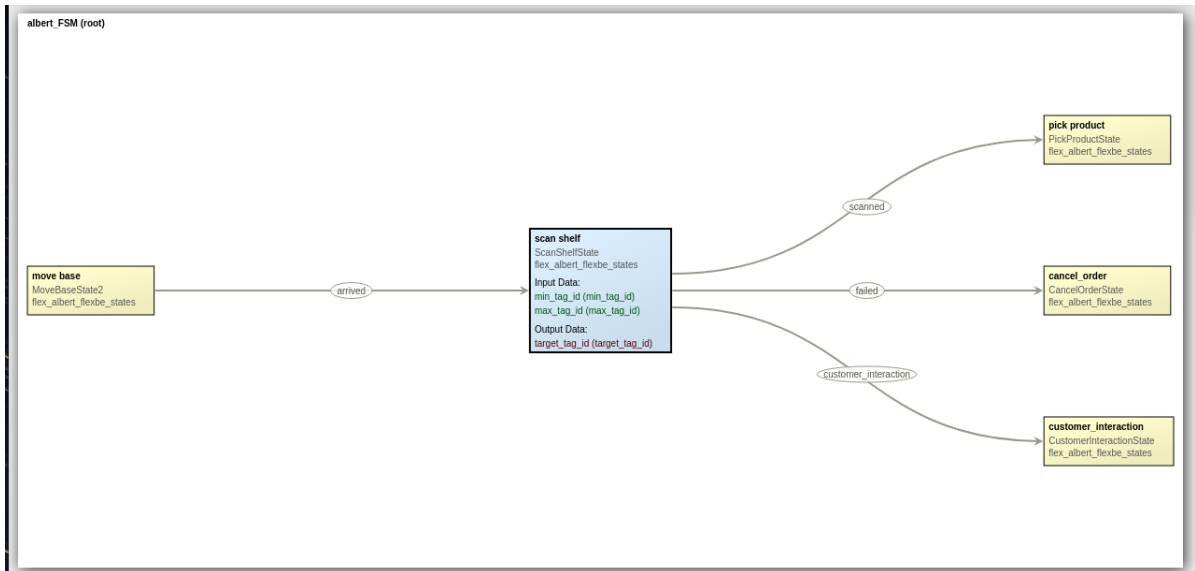 albert_FSM (root)
move base
MoveBaseState2
flex_albert_flexbe_states
arrived
scan shelf
ScanShelfState
flex_albert_flexbe_states
Input Data:
min_tag_id (min_tag_id)
max_tag_id (max_tag_id)
Output Data:
target_tag_id (target_tag_id)
scanned
failed
customer_interaction
pick product
PickProductState
flex_albert_flexbe_states
cancel_order
CancelOrderState
flex_albert_flexbe_states
customer_interaction
CustomerInteractionState
flex_albert_flexbe_states